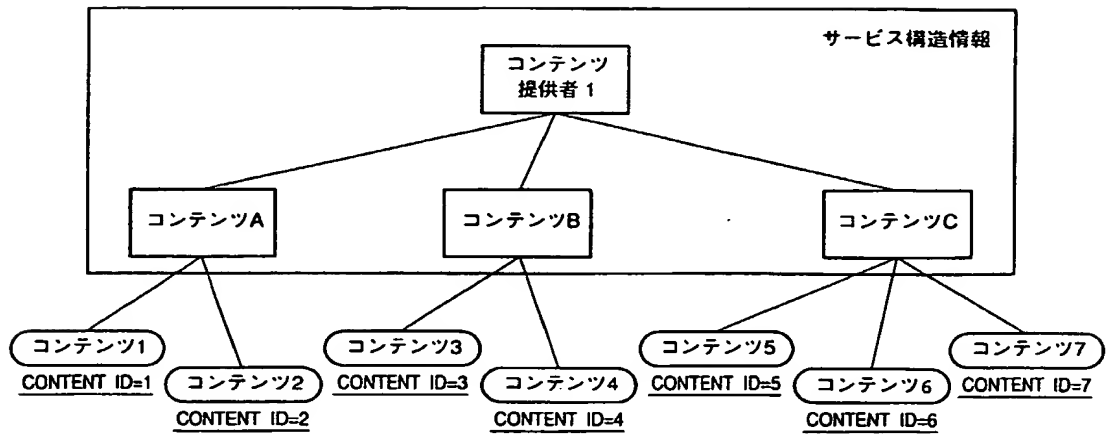 サービス構造情報
コンテンツ
提供者 1
コンテンツA
コンテンツB
コンテンツC
コンテンツ1
CONTENT ID=1
コンテンツ2
CONTENT ID=2
コンテンツ3
CONTENT ID=3
コンテンツ4
CONTENT ID=4
コンテンツ5
CONTENT ID=5
コンテンツ6
CONTENT ID=6
コンテンツ7
CONTENT ID=7